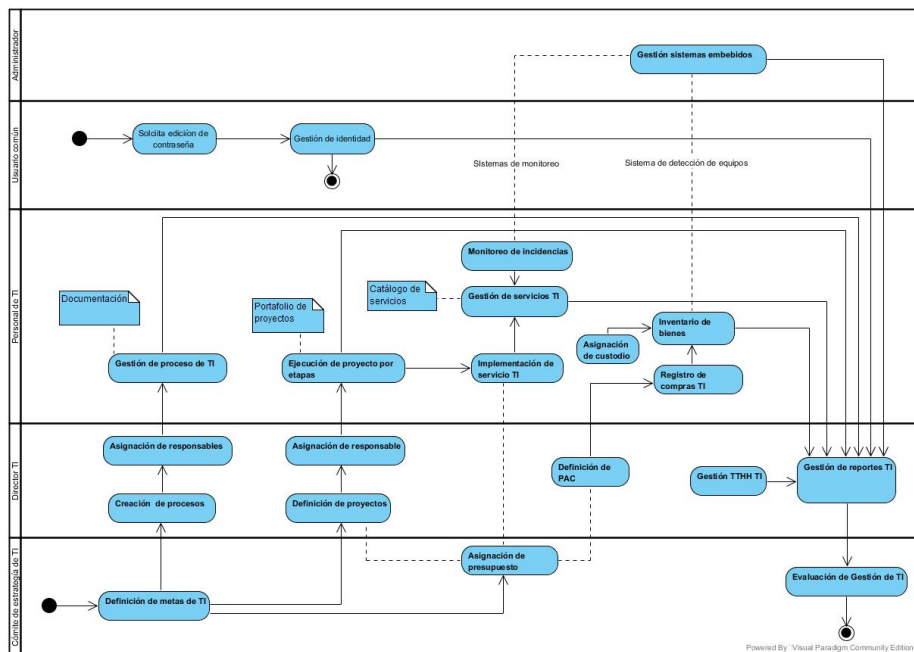 Administrador
Gestión sistemas embebidos
Usuario común
Solcita edición de
contraseña
Gestión de identidad
SIstemas de monitoreo
Sistema de detección de equipos
Personal de TI
Monitoreo de incidencias
Documentación
Portafolio de
proyectos
Catálogo de
servicios
Gestión de servicios TI
Asignación
de custodio
Inventario de
bienes
Gestión de proceso de TI
Ejecución de proyecto por
etapas
Implementación de
servicio TI
Registro de
compras TI
Director TI
Asignación de responsables
Asignación de responsable
Definición de
PAC
Gestión TTHH TI
Gestión de reportes TI
Creación de procesos
Definición de proyectos
Cómite de estrategia de TI
Asignación de
presupuesto
Evaluación de Gestión de TI
Definición de metas de TI
Powered By Visual Paradigm Community Edition